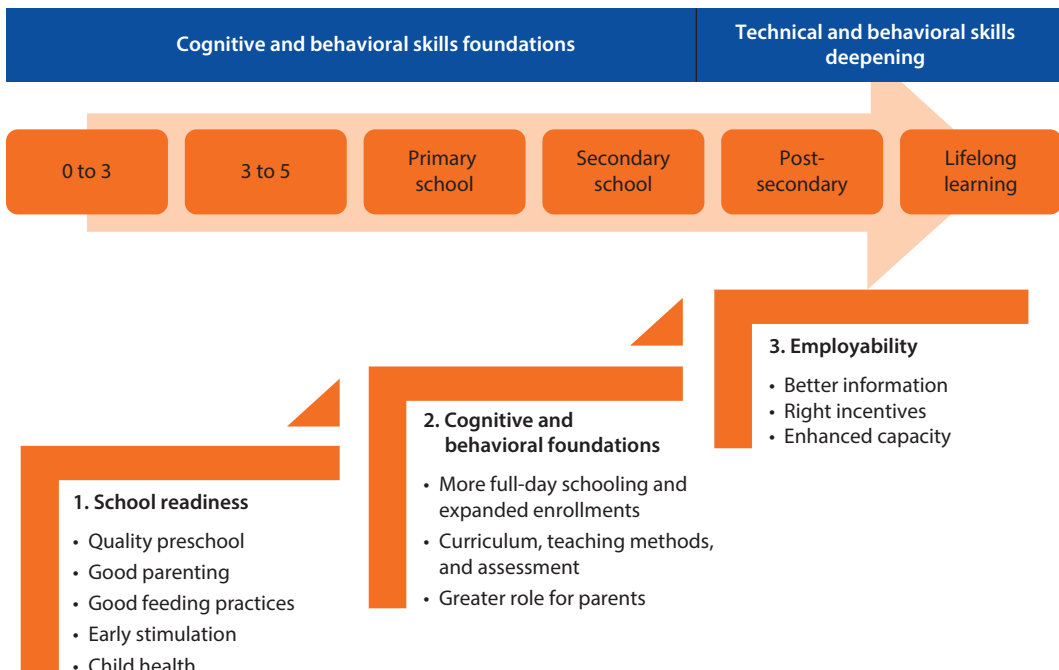 Cognitive and behavioral skills foundations
Technical and behavioral skills
deepening
0 to 3
3 to 5
Primary
school
Secondary
school
Post-
secondary
Lifelong
learning
3. Employability
• Better information
• Right incentives
• Enhanced capacity
2. Cognitive and
behavioral foundations
• More full-day schooling and
expanded enrollments
• Curriculum, teaching methods,
and assessment
• Greater role for parents
1. School readiness
• Quality preschool
• Good parenting
• Good feeding practices
• Early stimulation
• Child health